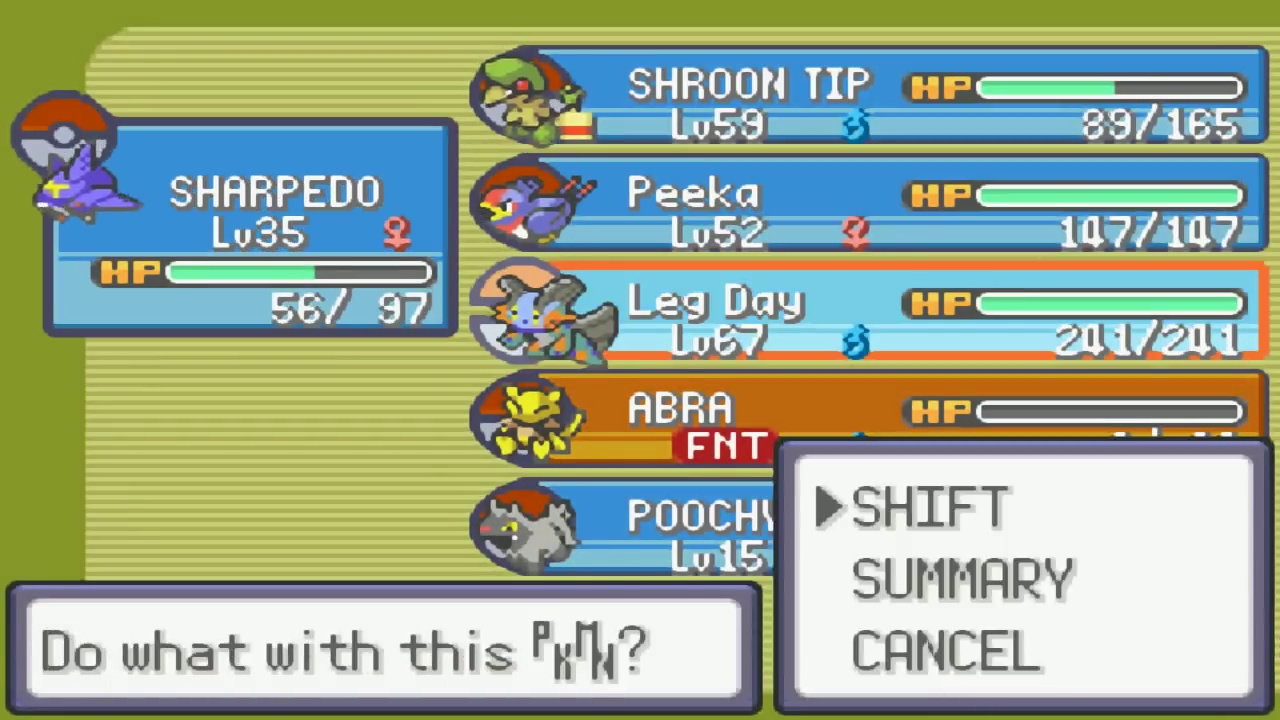 SHARPEDO
Lv35 ♀
HP
56/ 97
SHROON TIP HP
Lv59 ♂ 89/165
Peeka HP
Lv52 ♀ 147/147
Leg Day HP
Lv67 ♂ 241/241
ABRA HP
FNT
POOCHY
Lv15
SHIFT
SUMMARY
CANCEL
Do what with this PKMN?